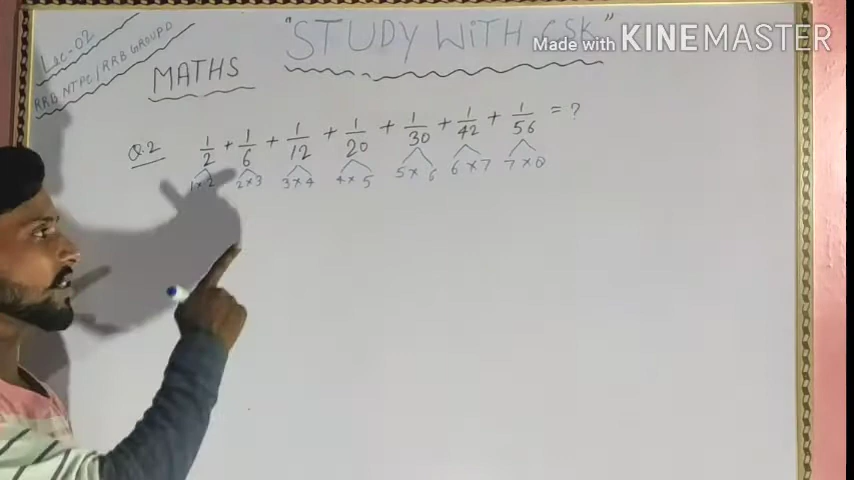 Lec-02
RRB NTPC/RRB GROUP D
"STUDY WITH CSK"
Made with KINEMASTER
MATHS
Q.2 1/2 + 1/6 + 1/12 + 1/20 + 1/30 + 1/42 + 1/56 = ?
1×2 2×3 3×4 4×5 5×6 6×7 7×8